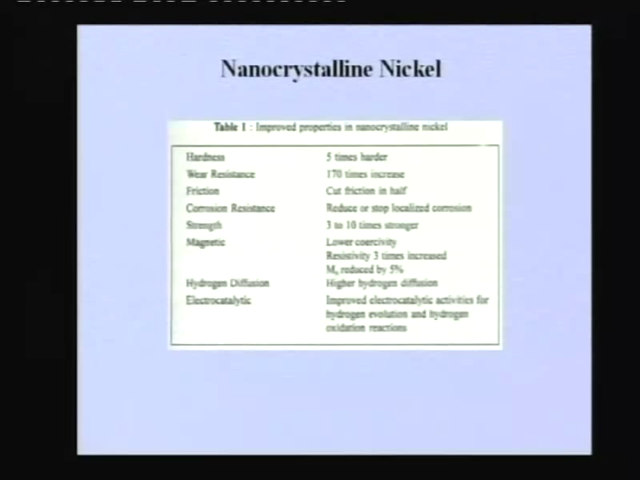 Nanocrystalline Nickel
Table 1 : Improved properties in nanocrystalline nickel
Hardness 5 times harder
Wear Resistance 170 times increase
Friction Cut friction in half
Corrosion Resistance Reduce or stop localized corrosion
Strength 3 to 10 times stronger
Magnetic Lower coercivity
Resistivity 3 times increased
Ms reduced by 5%
Hydrogen Diffusion Higher hydrogen diffusion
Electrocatalytic Improved electrocatalytic activities for
hydrogen evolution and hydrogen
oxidation reactions